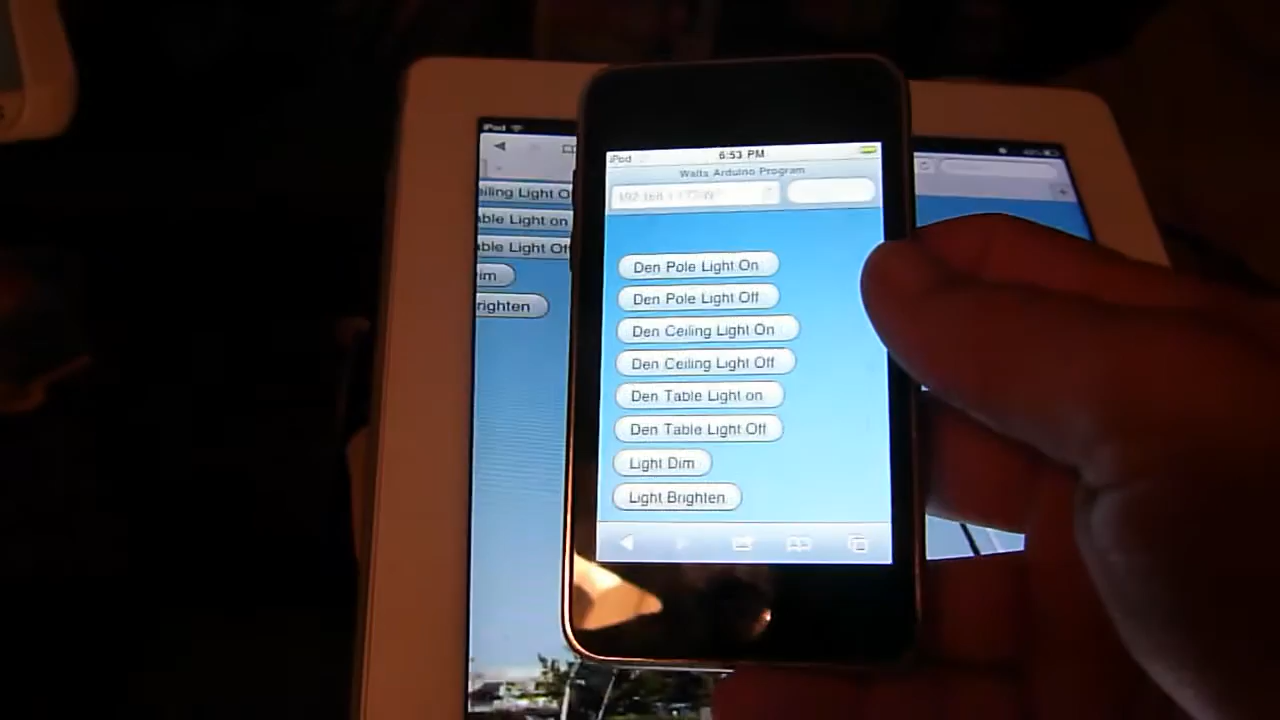 iPad
eiling Light O
able Light on
able Light Off
im
righten
iPod
6:53 PM
Walts Arduino Program
Den Pole Light On
Den Pole Light Off
Den Ceiling Light On
Den Ceiling Light Off
Den Table Light on
Den Table Light Off
Light Dim
Light Brighten